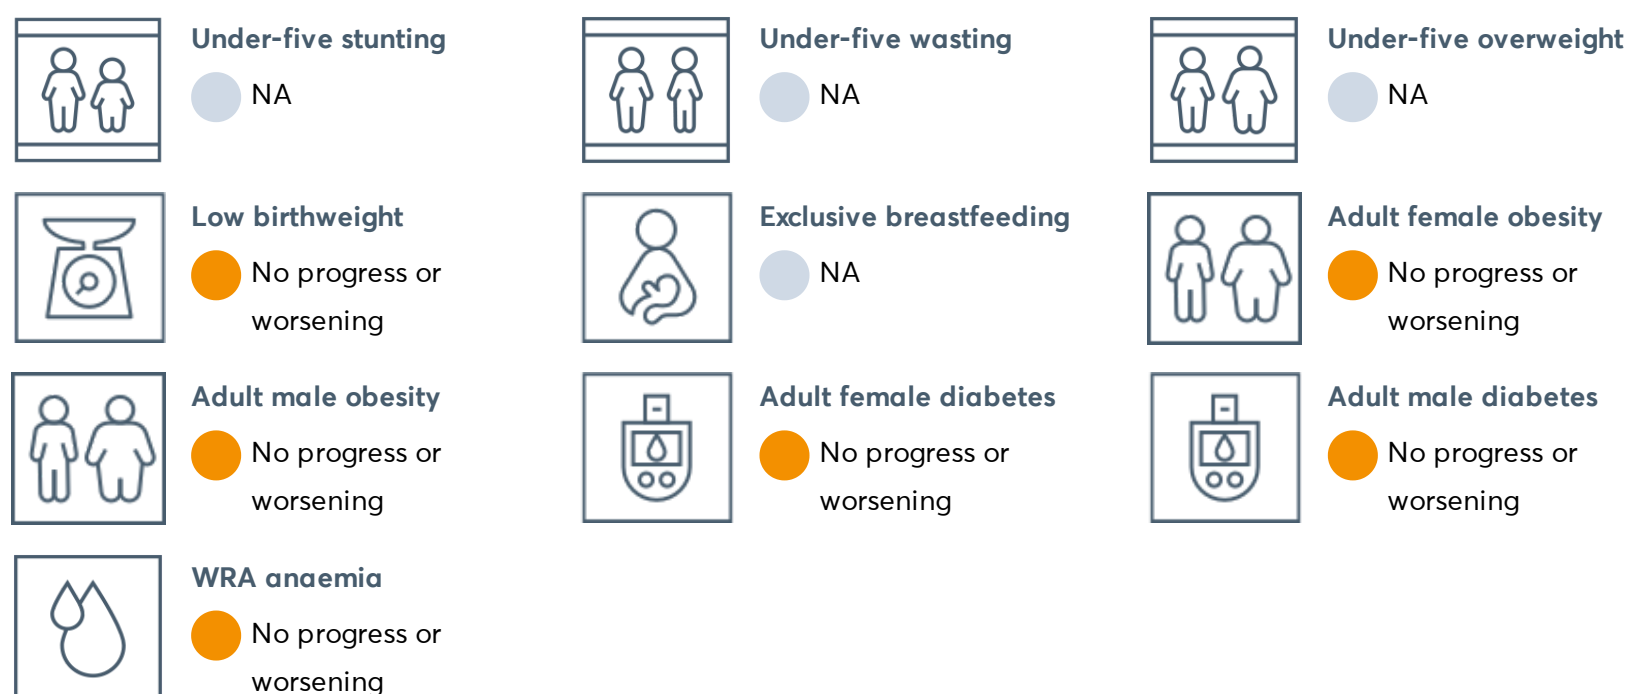 Under-five stunting
NA
Under-five wasting
NA
Under-five overweight
NA
Low birthweight
No progress or
worsening
Exclusive breastfeeding
NA
Adult female obesity
No progress or
worsening
Adult male obesity
No progress or
worsening
Adult female diabetes
No progress or
worsening
Adult male diabetes
No progress or
worsening
WRA anaemia
No progress or
worsening